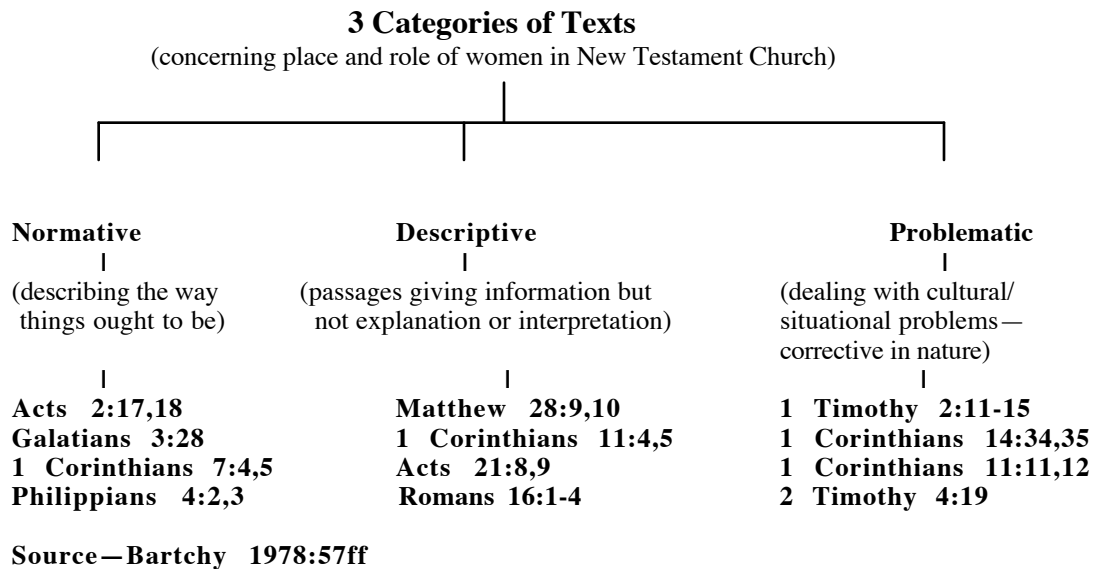 3 Categories of Texts
(concerning place and role of women in New Testament Church)
Normative
(describing the way
things ought to be)
Acts 2:17,18
Galatians 3:28
1 Corinthians 7:4,5
Philippians 4:2,3
Descriptive
(passages giving information but
not explanation or interpretation)
Matthew 28:9,10
1 Corinthians 11:4,5
Acts 21:8,9
Romans 16:1-4
Problematic
(dealing with cultural/
situational problems—
corrective in nature)
1 Timothy 2:11-15
1 Corinthians 14:34,35
1 Corinthians 11:11,12
2 Timothy 4:19
Source—Bartchy 1978:57ff